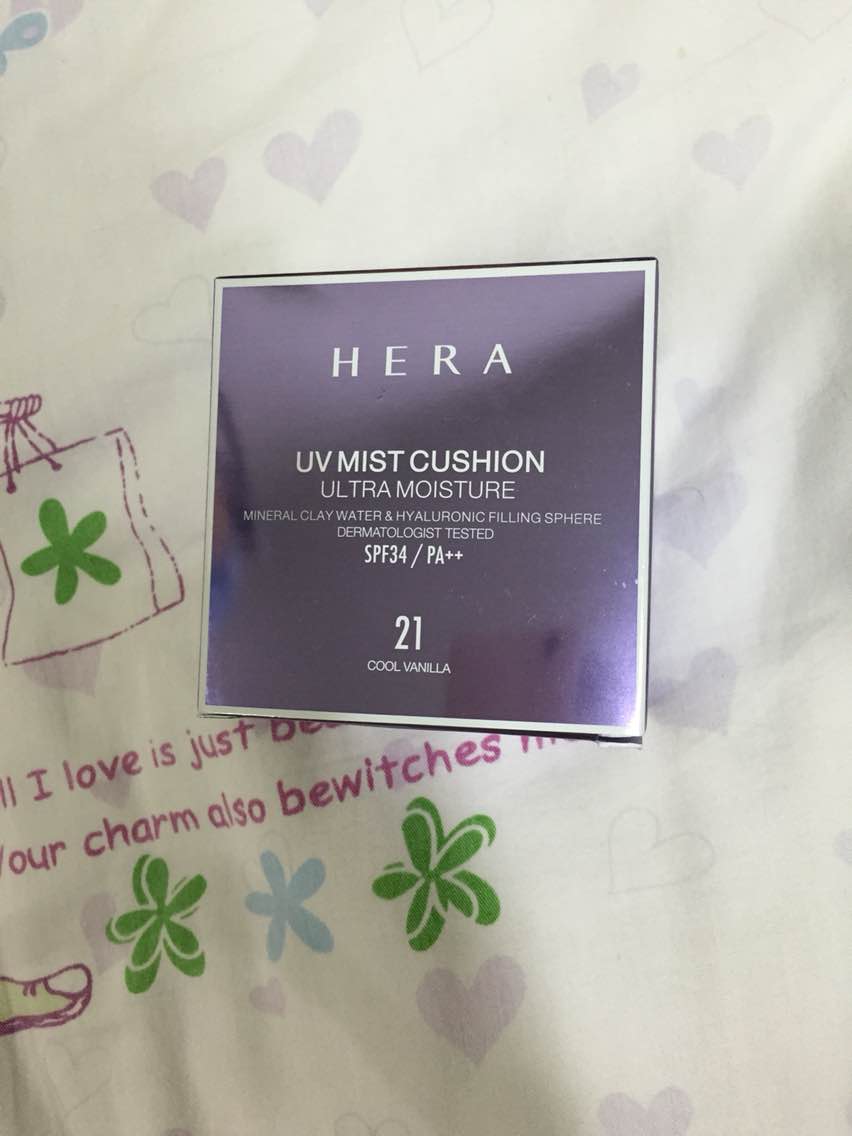 HERA
UV MIST CUSHION
ULTRA MOISTURE
MINERAL CLAY WATER & HYALURONIC FILLING SPHERE
DERMATOLOGIST TESTED
SPF34 / PA++
21
COOL VANILLA
I love is just
Your charm also bewitches